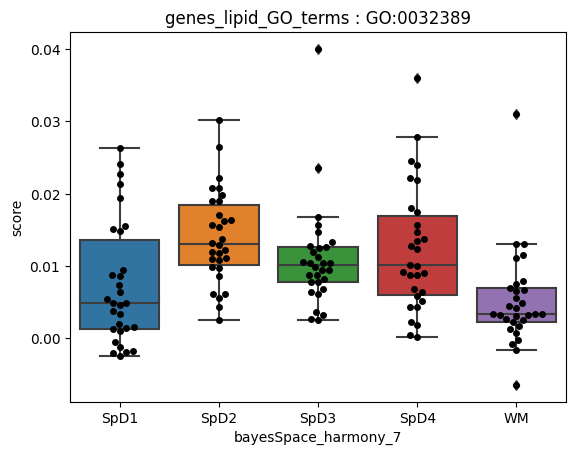 genes_lipid_GO_terms : GO:0032389
0.04
0.03
0.02
0.01
0.00
score
SpD1 SpD2 SpD3 SpD4 WM
bayesSpace_harmony_7